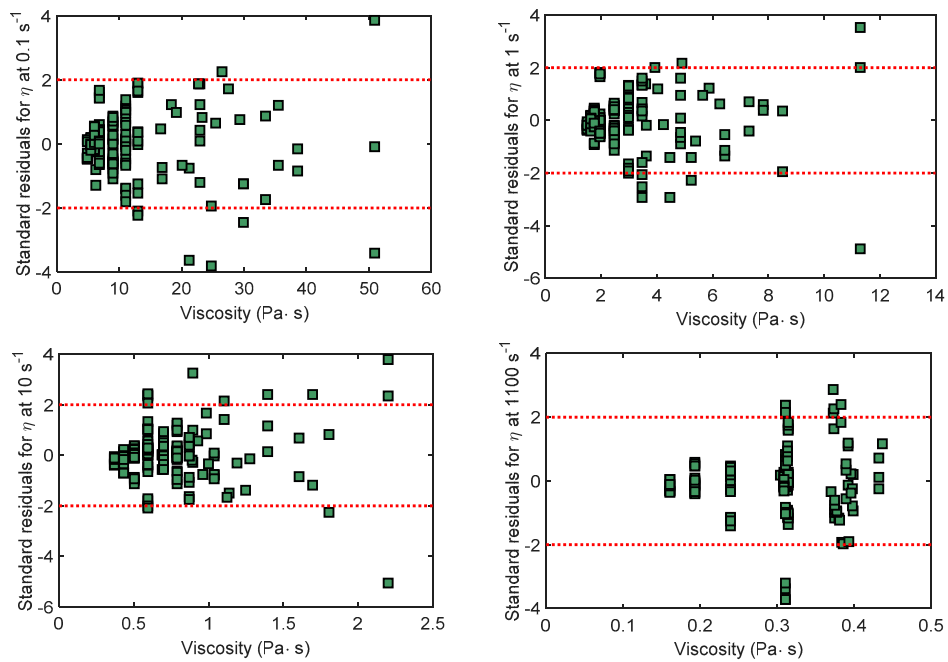 Standard residuals for η at 0.1 s⁻¹
4
2
0
-2
-4
0 10 20 30 40 50 60
Viscosity (Pa· s)
Standard residuals for η at 1 s⁻¹
4
2
0
-2
-4
-6
0 2 4 6 8 10 12 14
Viscosity (Pa· s)
Standard residuals for η at 10 s⁻¹
4
2
0
-2
-4
-6
0.0 0.5 1 1.5 2 2.5
Viscosity (Pa· s)
Standard residuals for η at 1100 s⁻¹
4
2
0
-2
-4
0 0.1 0.2 0.3 0.4 0.5
Viscosity (Pa· s)